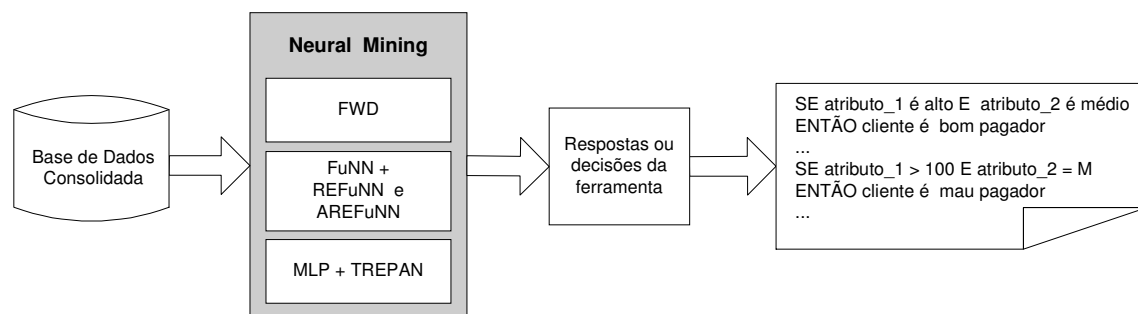 Neural Mining
FWD
FuNN +
REFuNN e
AREFuNN
MLP + TREPAN
Base de Dados
Consolidada
Respostas ou
decisões da
ferramenta
SE atributo_1 é alto E atributo_2 é médio
ENTÃO cliente é bom pagador
...
SE atributo_1 > 100 E atributo_2 = M
ENTÃO cliente é mau pagador
...